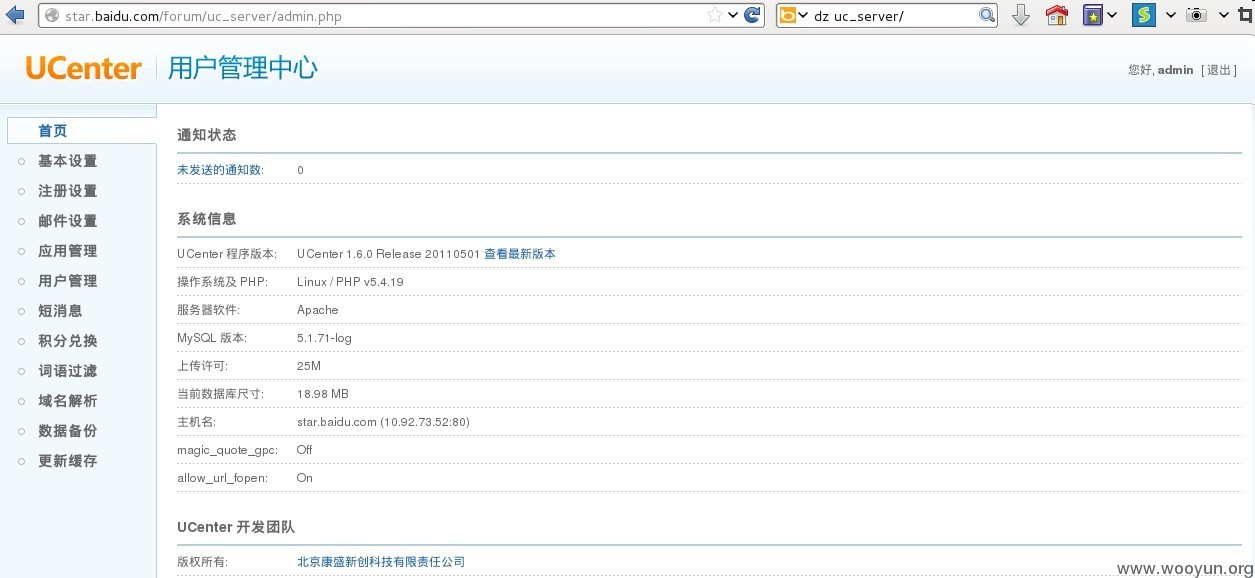 star.baidu.com/forum/uc_server/admin.php
dz uc_server/
UCenter 用户管理中心
您好, admin [ 退出 ]
首页
基本设置
注册设置
邮件设置
应用管理
用户管理
短消息
积分兑换
词语过滤
域名解析
数据备份
更新缓存
通知状态
未发送的通知数: 0
系统信息
UCenter 程序版本: UCenter 1.6.0 Release 20110501 查看最新版本
操作系统及 PHP: Linux / PHP v5.4.19
服务器软件: Apache
MySQL 版本: 5.1.71-log
上传许可: 25M
当前数据库尺寸: 18.98 MB
主机名: star.baidu.com (10.92.73.52:80)
magic_quote_gpc: Off
allow_url_fopen: On
UCenter 开发团队
版权所有: 北京康盛新创科技有限责任公司
www.wooyun.org